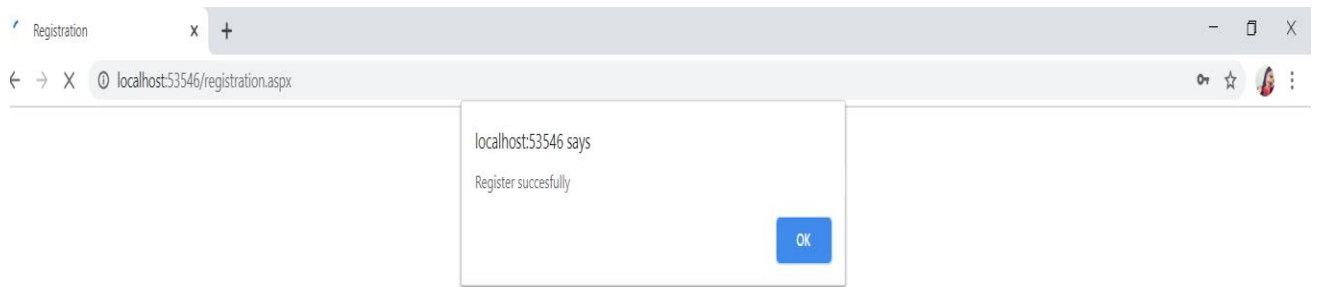 Registration
localhost:53546/registration.aspx
localhost:53546 says
Register succesfully
OK